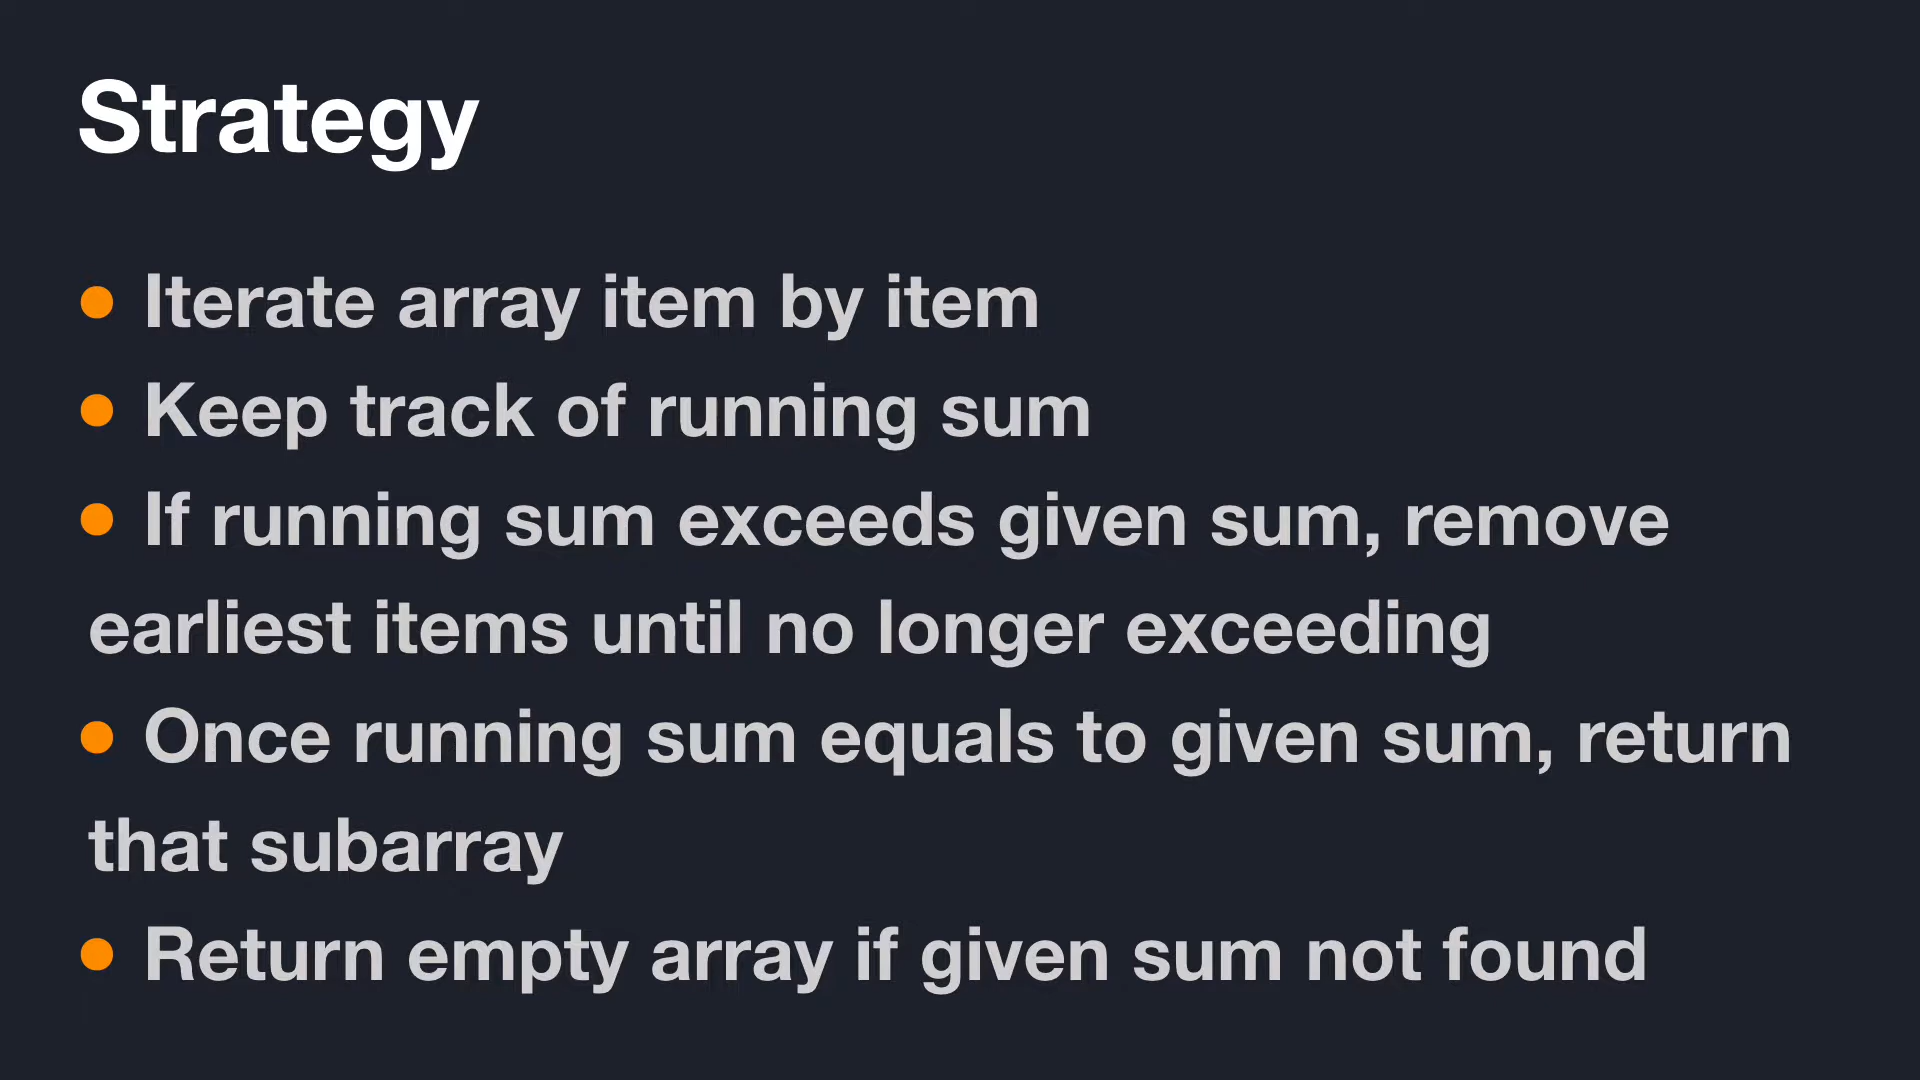 Strategy
● Iterate array item by item
● Keep track of running sum
● If running sum exceeds given sum, remove
earliest items until no longer exceeding
● Once running sum equals to given sum, return
that subarray
● Return empty array if given sum not found